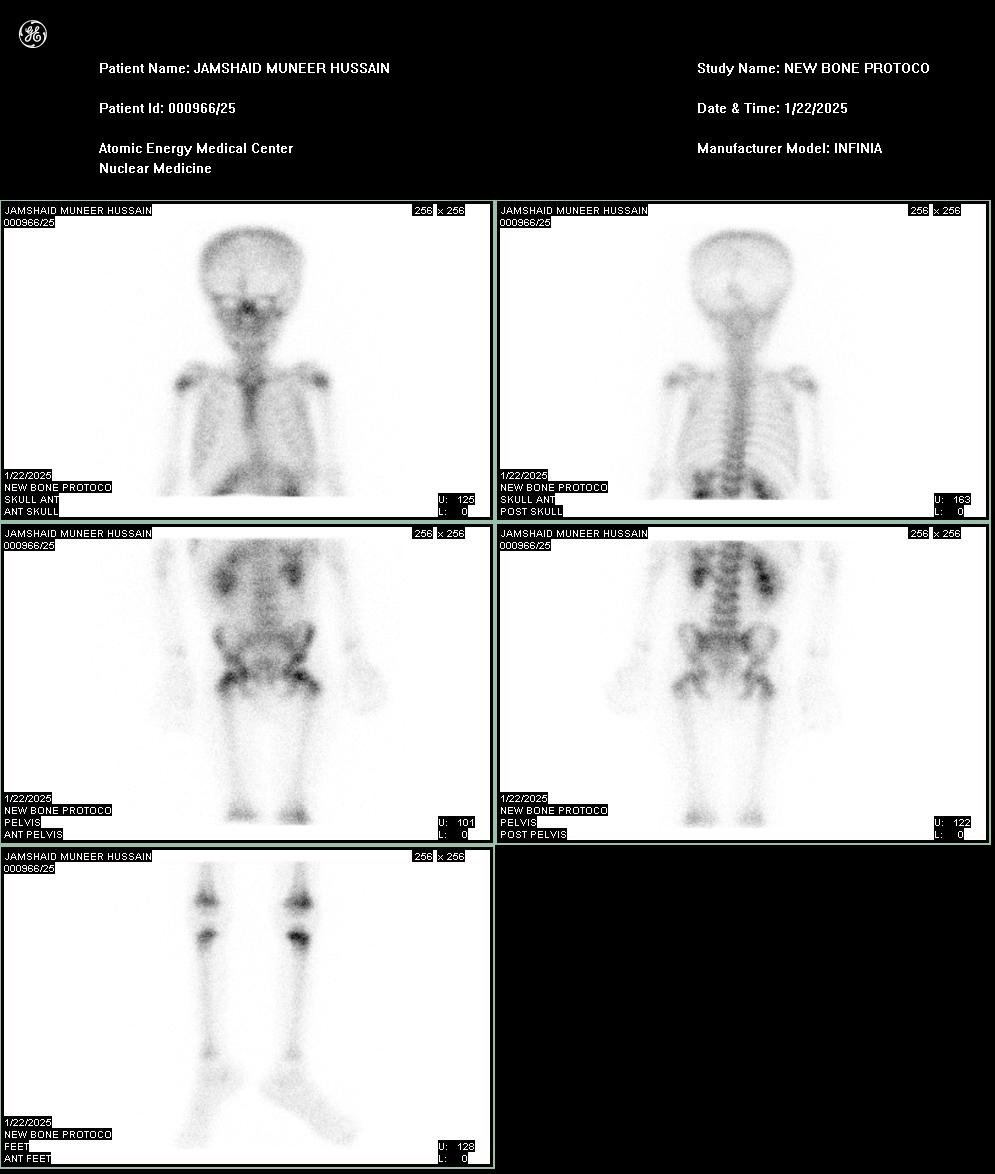 GE
Patient Name: JAMSHAID MUNEER HUSSAIN
Study Name: NEW BONE PROTOCO
Patient Id: 000966/25
Date & Time: 1/22/2025
Atomic Energy Medical Center
Manufacturer Model: INFINIA
Nuclear Medicine
JAMSHAID MUNEER HUSSAIN 256 x 256
000966/25
1/22/2025
NEW BONE PROTOCO
SKULL ANT U: 125
ANT SKULL L: 0
JAMSHAID MUNEER HUSSAIN 256 x 256
000966/25
1/22/2025
NEW BONE PROTOCO
SKULL ANT U: 163
POST SKULL L: 0
JAMSHAID MUNEER HUSSAIN 256 x 256
000966/25
1/22/2025
NEW BONE PROTOCO
PELVIS U: 101
ANT PELVIS L: 0
JAMSHAID MUNEER HUSSAIN 256 x 256
000966/25
1/22/2025
NEW BONE PROTOCO
PELVIS U: 122
POST PELVIS L: 0
JAMSHAID MUNEER HUSSAIN 256 x 256
000966/25
1/22/2025
NEW BONE PROTOCO
FEET U: 128
ANT FEET L: 0